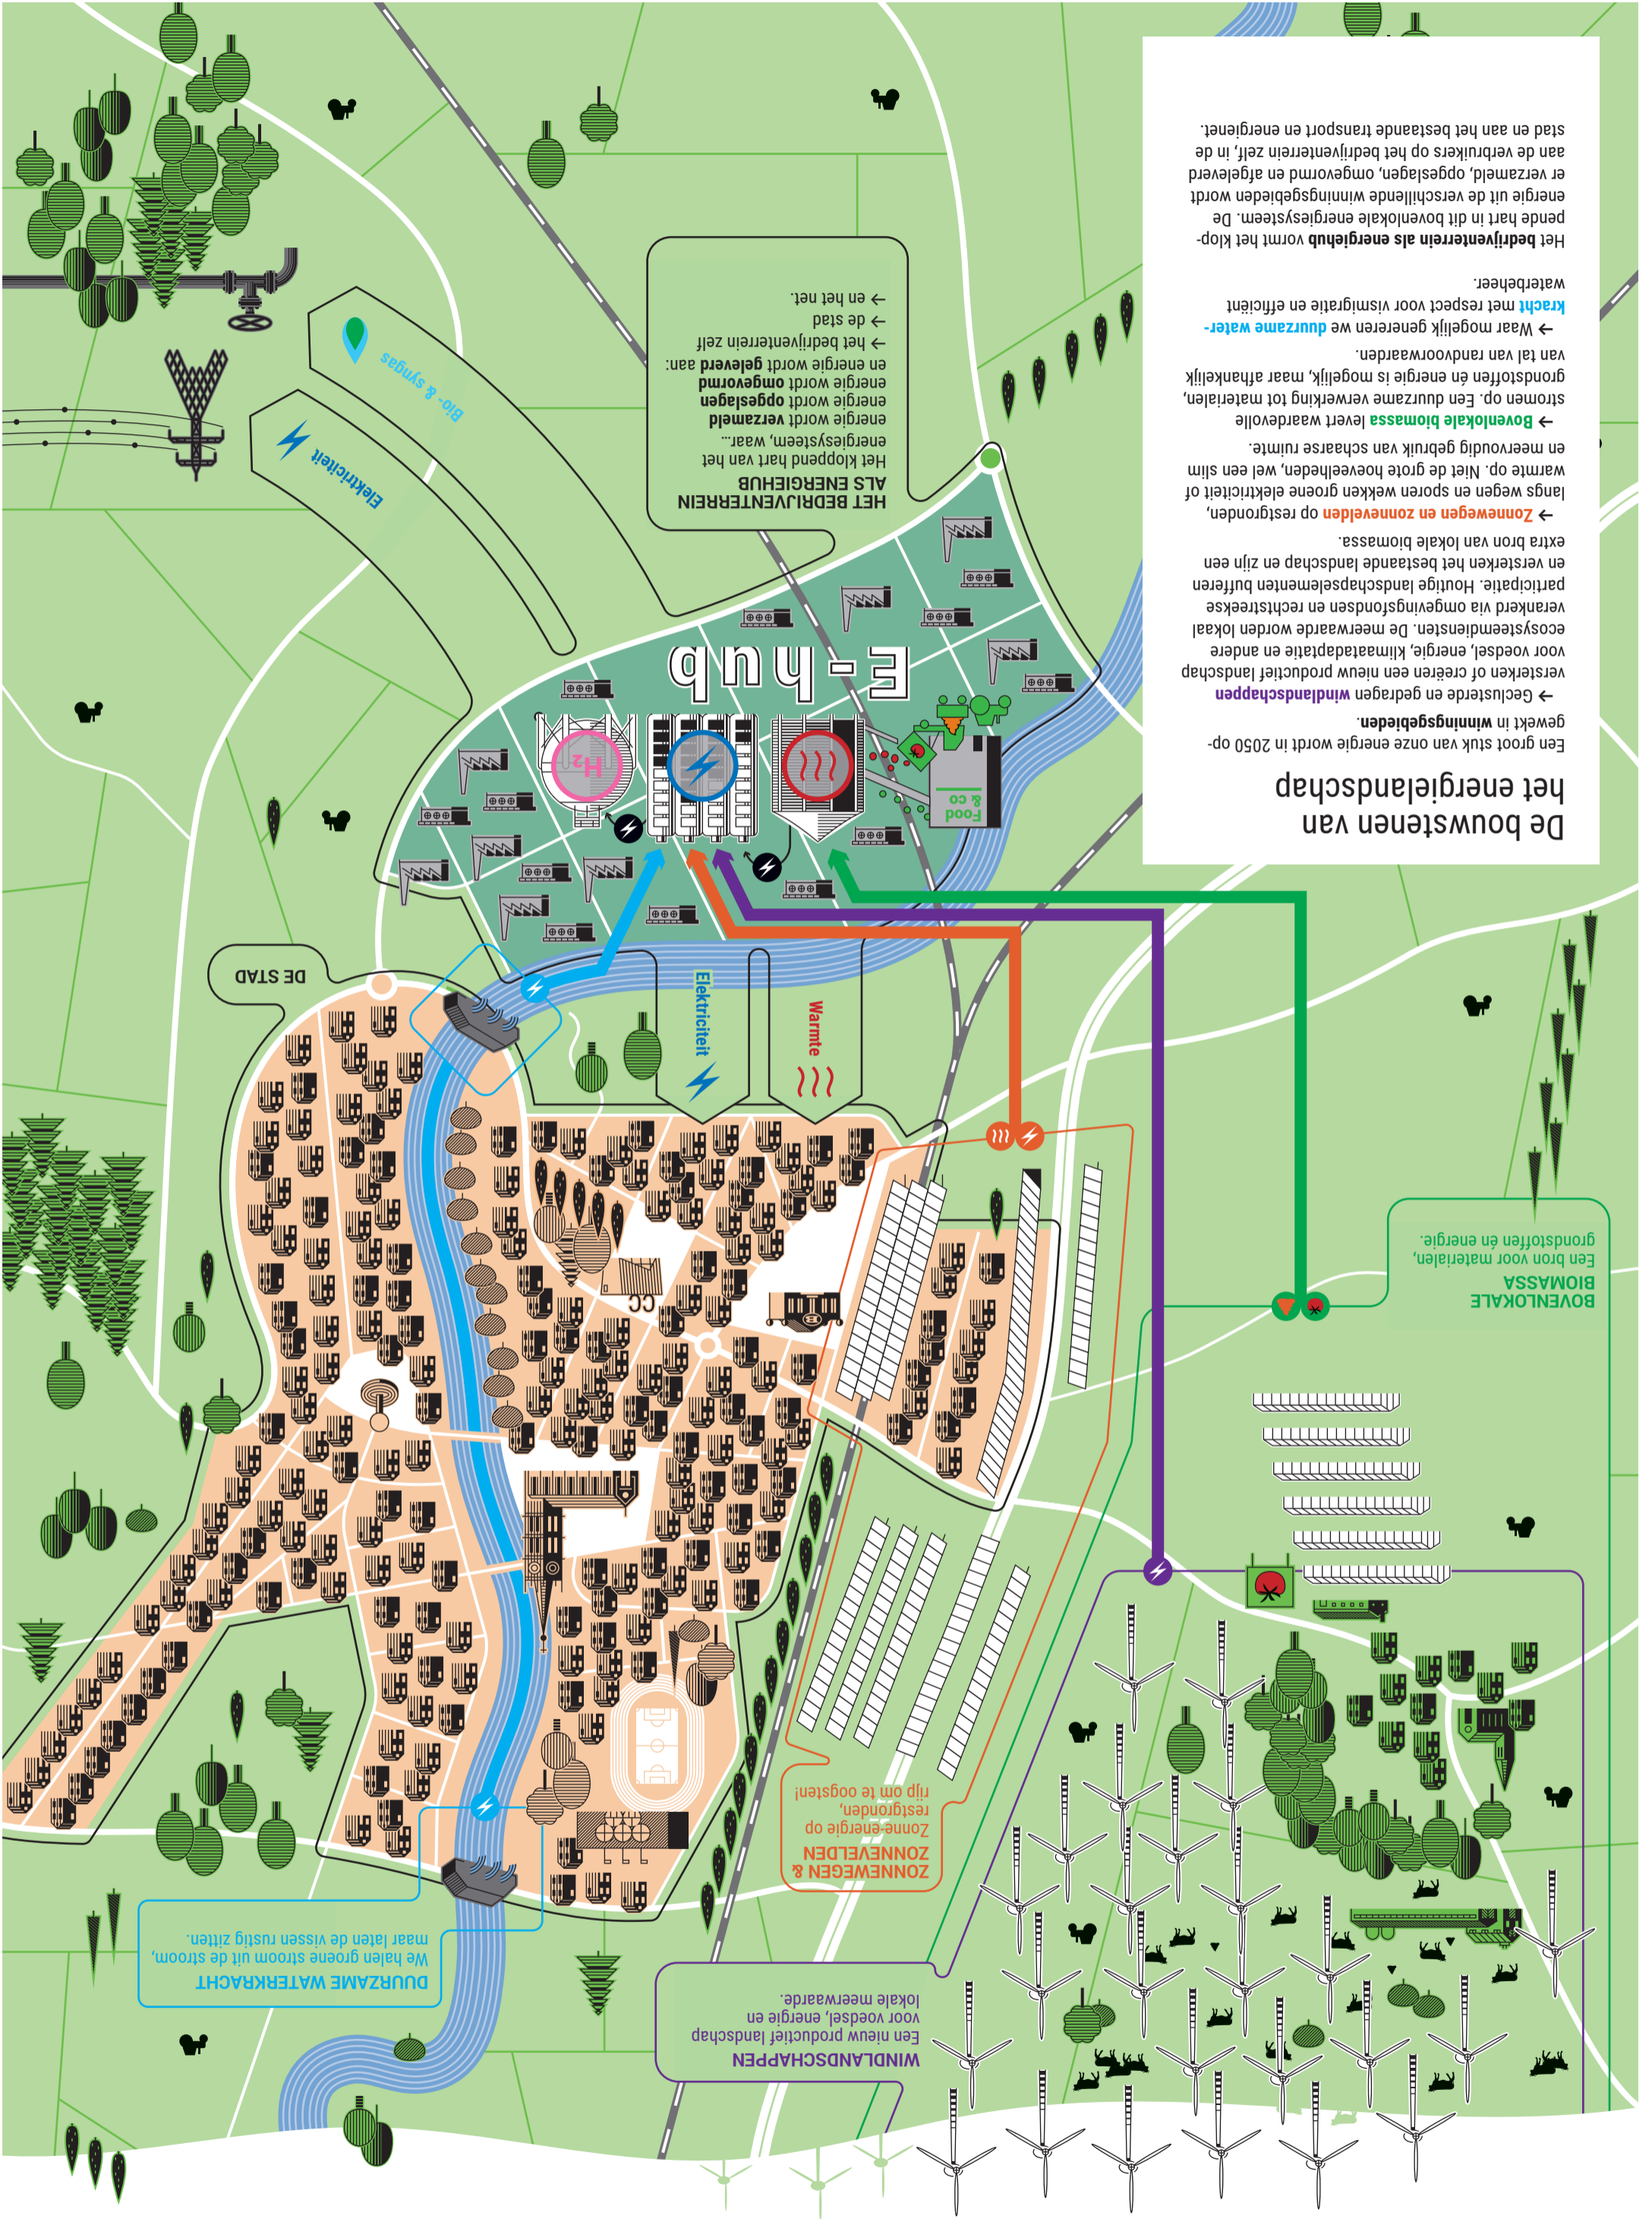 De bouwstenen van
het energielandschap
Een groot stuk van onze energie wordt in 2050 op-
gewekt in winningsgebieden.
→ Geclusterde en gedragen windlandschappen
versterken of creëren een nieuw productief landschap
voor voedsel, energie, klimaatadaptatie en andere
ecosysteemdiensten. De meerwaarde worden lokaal
verankerd via omgevingsfondsen en rechtstreekse
participatie. Houtige landschapselementen bufferen
en versterken het bestaande landschap en zijn een
extra bron van lokale biomassa.
→ Zonnewegen en zonnevelden op restgronden,
langs wegen en sporen wekken groene elektriciteit of
warmte op. Niet de grote hoeveelheden, wel een slim
en meervoudig gebruik van schaarse ruimte.
→ Bovenlokale biomassa levert waardevolle
stromen op. Een duurzame verwerking tot materialen,
grondstoffen én energie is mogelijk, maar afhankelijk
van tal van randvoorwaarden.
→ Waar mogelijk genereren we duurzame water-
kracht met respect voor vismigratie en efficiënt
waterbeheer.
Het bedrijventerrein als energiehub vormt het klop-
pende hart in dit bovenlokale energiesysteem. De
energie uit de verschillende winningsgebieden wordt
er verzameld, opgeslagen, omgevormd en afgeleverd
aan de verbruikers op het bedrijventerrein zelf, in de
stad en aan het bestaande transport en energienet.
WINDLANDSCHAPPEN
Een nieuw productief landschap
voor voedsel, energie en
lokale meerwaarde.
DUURZAME WATERKRACHT
We halen groene stroom uit de stroom,
maar laten de vissen rustig zitten.
ZONNEWEGEN &
ZONNEVELDEN
Zonne-energie op
restgronden,
rijp om te oogsten!
BOVENLOKALE
BIOMASSA
Een bron voor materialen,
grondstoffen én energie.
CC
B
Warmte
Elektriciteit
DE STAD
Food
& co
H2
E-hub
HET BEDRIJVENTERREIN
ALS ENERGIEHUB
Het kloppend hart van het
energiesysteem, waar...
energie wordt verzameld
energie wordt opgeslagen
energie wordt omgevormd
en energie wordt geleverd aan:
→ het bedrijventerrein zelf
→ de stad
→ en het net.
Elektriciteit
Bio- & syngas